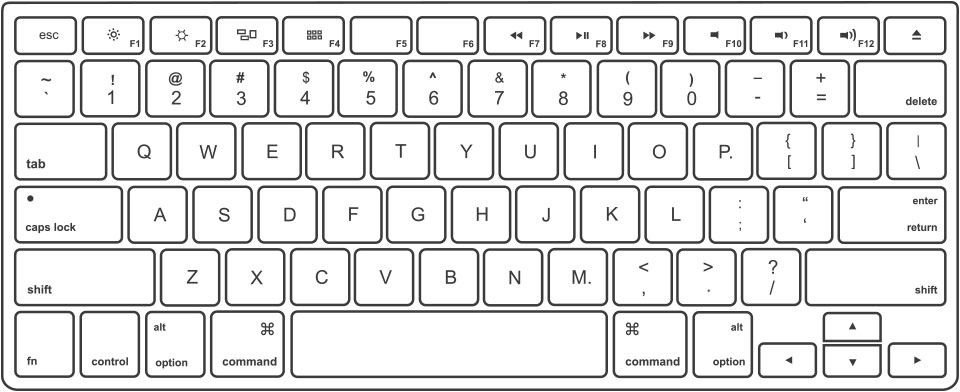 esc F1 F2 F3 F4 F5 F6 F7 F8 F9 F10 F11 F12
~ ! @ # $ % ^ & * ( ) – +
` 1 2 3 4 5 6 7 8 9 0 - = delete
tab Q W E R T Y U I O P. { } |
[ ] \
caps lock A S D F G H J K L : “ enter
; ‘ return
shift Z X C V B N M. < > ? shift
, . /
alt ⌘ ⌘ alt
fn control option command command option